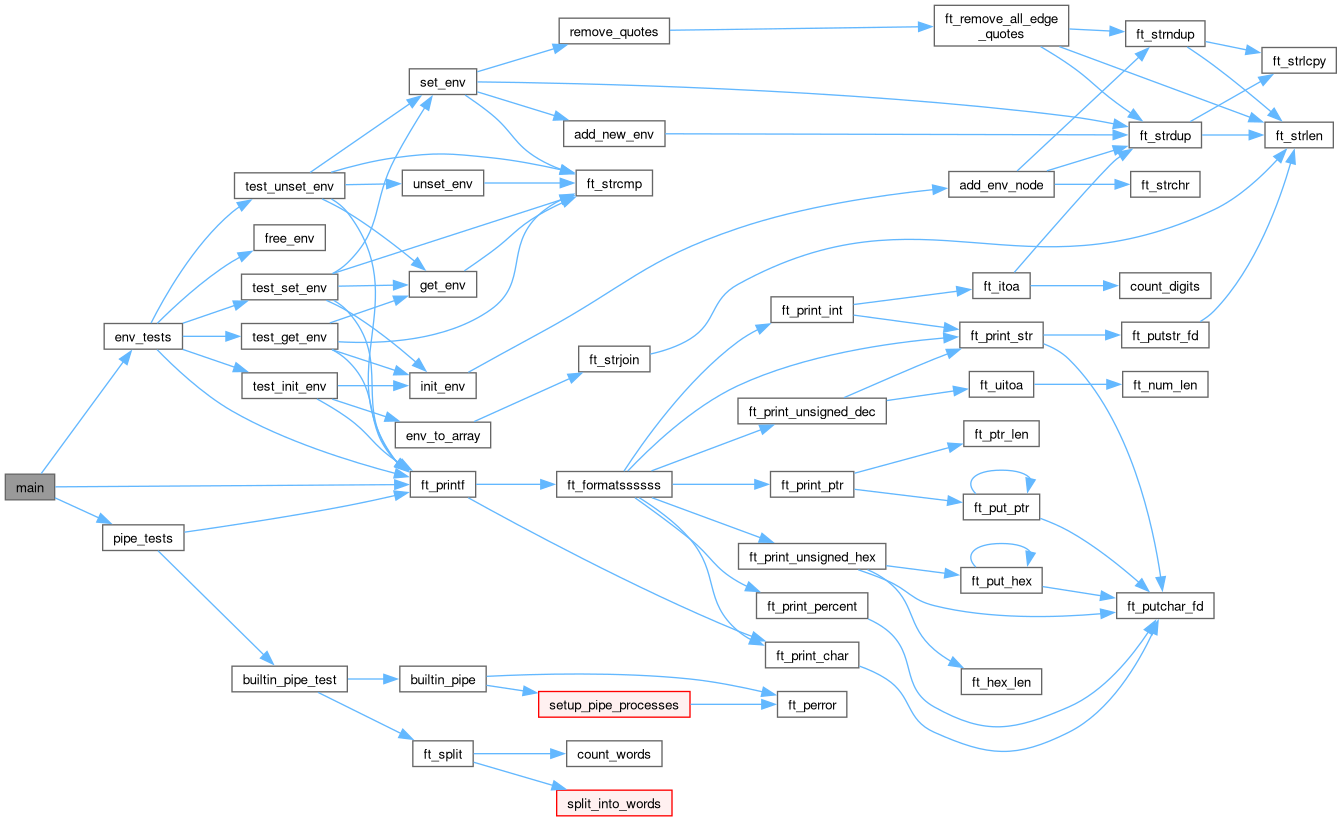 main
env_tests
pipe_tests
test_unset_env
free_env
test_set_env
test_get_env
test_init_env
builtin_pipe_test
set_env
unset_env
get_env
init_env
env_to_array
ft_printf
builtin_pipe
ft_split
remove_quotes
add_new_env
ft_strcmp
ft_strjoin
ft_formatssssss
setup_pipe_processes
count_words
split_into_words
ft_print_int
ft_print_unsigned_dec
ft_print_ptr
ft_print_unsigned_hex
ft_print_percent
ft_print_char
ft_perror
ft_remove_all_edge
_quotes
add_env_node
ft_itoa
ft_print_str
ft_uitoa
ft_ptr_len
ft_put_ptr
ft_put_hex
ft_hex_len
ft_strndup
ft_strdup
ft_strchr
count_digits
ft_putstr_fd
ft_num_len
ft_putchar_fd
ft_strlcpy
ft_strlen